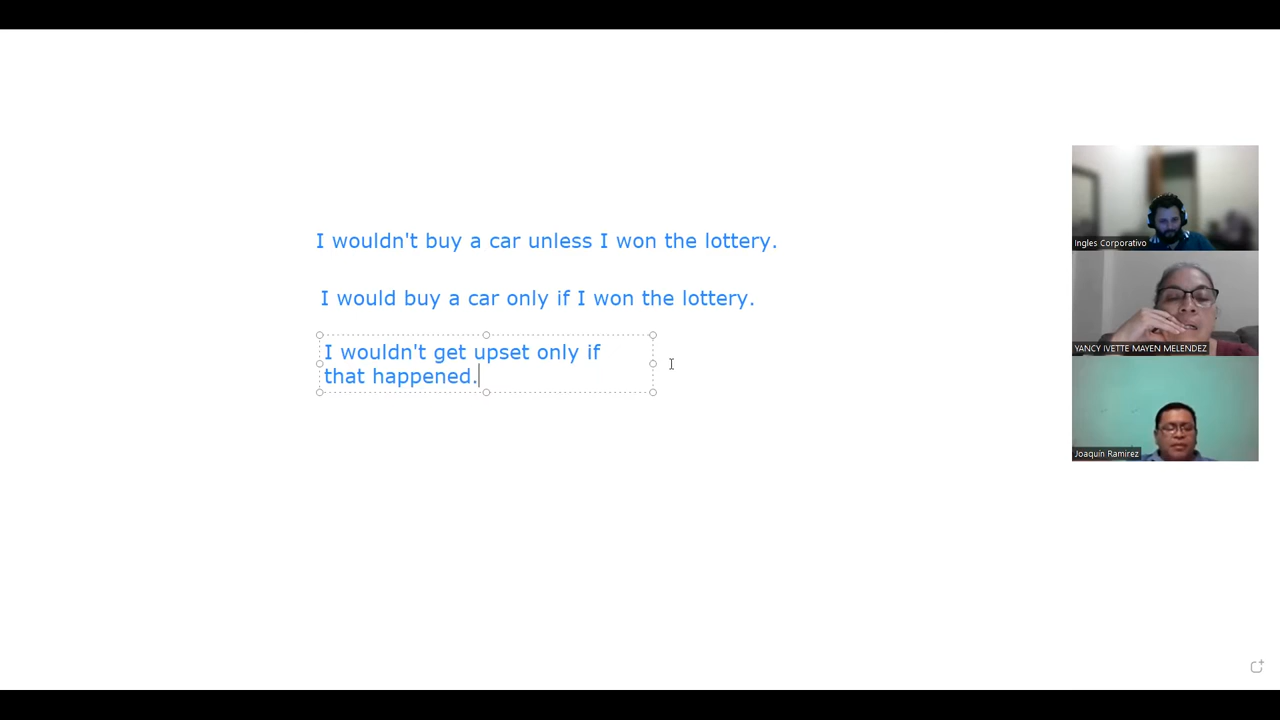 I wouldn't buy a car unless I won the lottery.
I would buy a car only if I won the lottery.
I wouldn't get upset only if
that happened.
Ingles Corporativo
YANCY IVETTE MAYEN MELENDEZ
Joaquín Ramirez